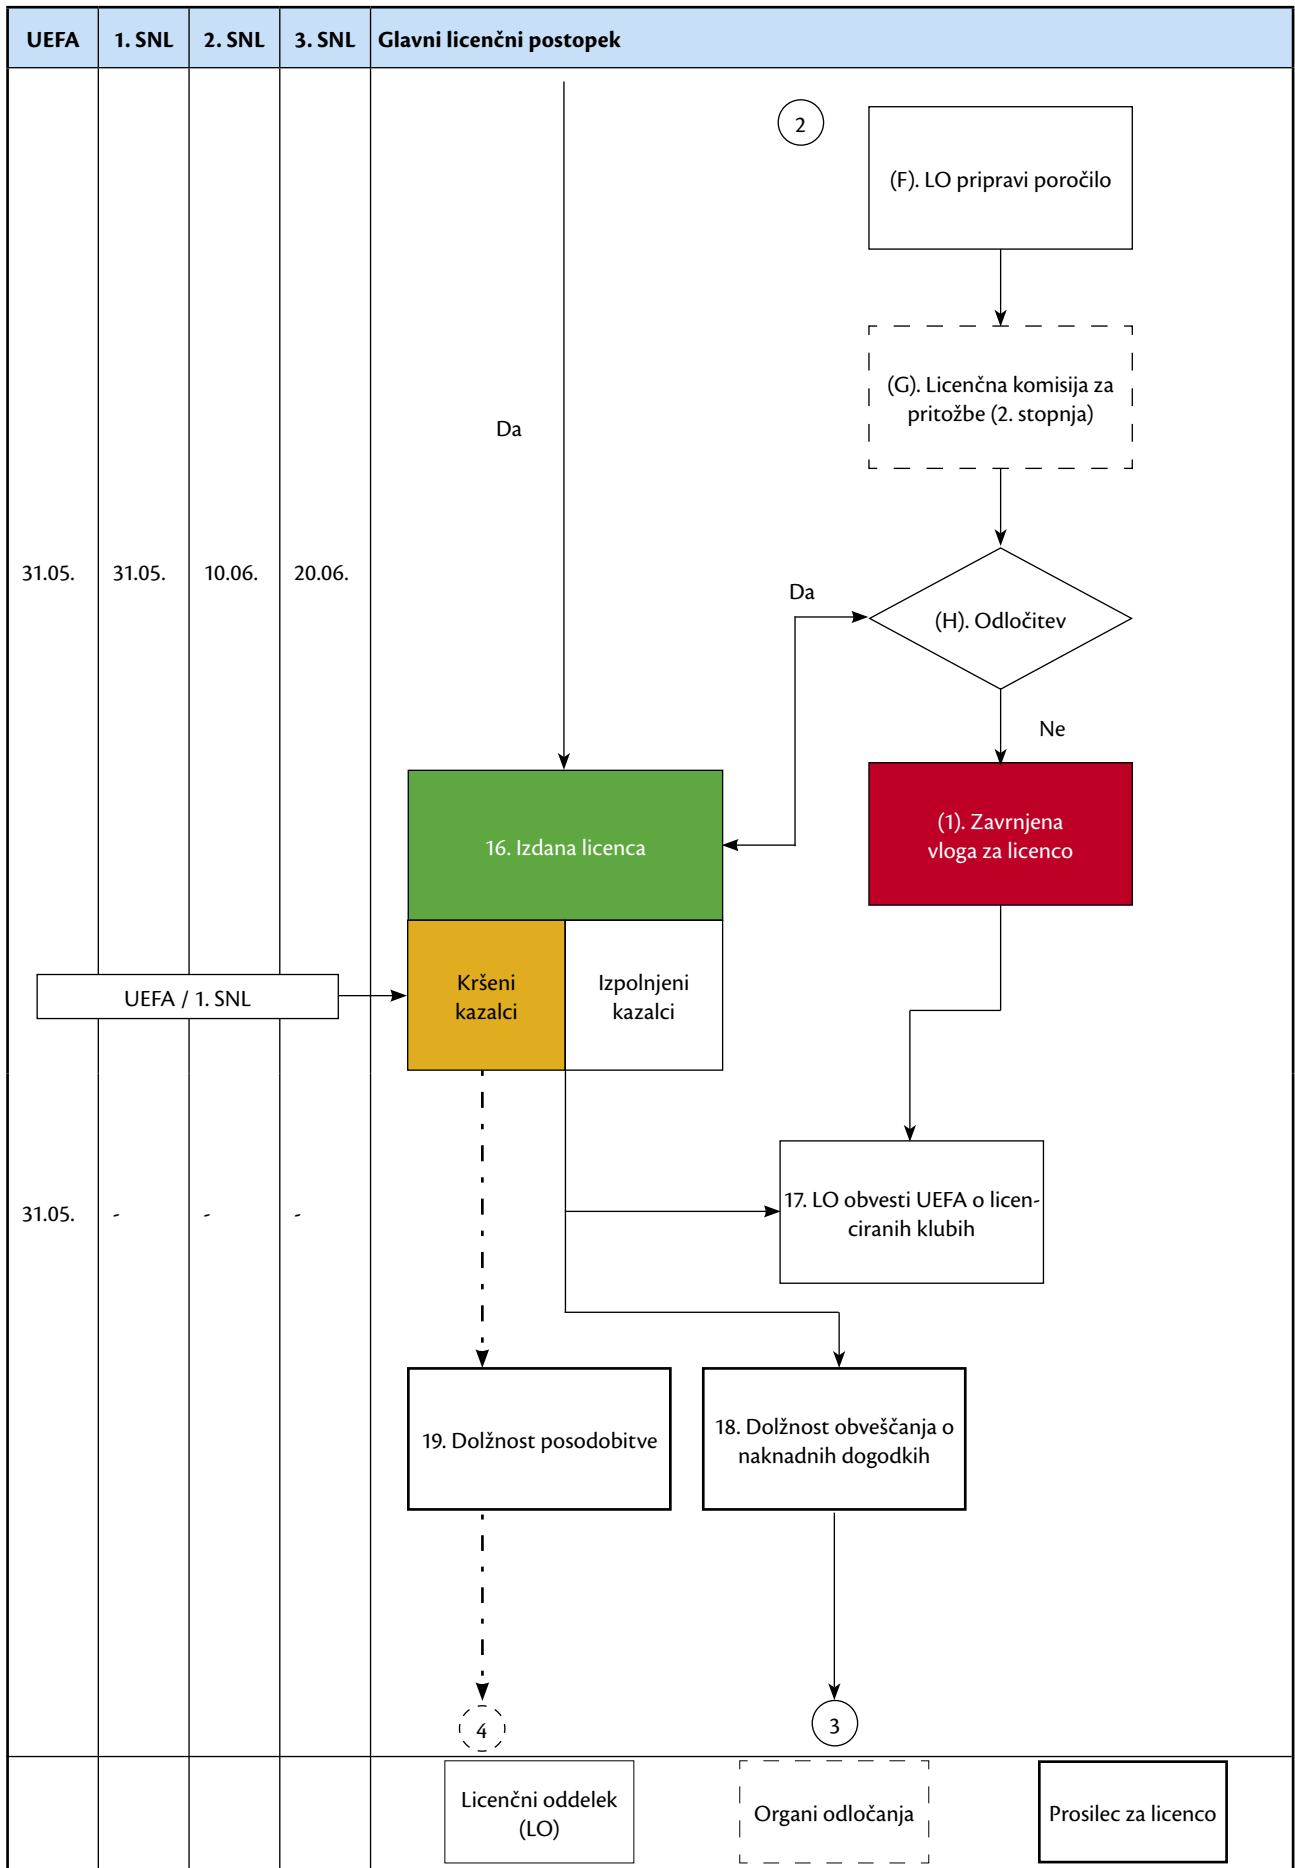 UEFA 1. SNL 2. SNL 3. SNL Glavni licenčni postopek
2
(F). LO pripravi poročilo
(G). Licenčna komisija za
pritožbe (2. stopnja)
Da
31.05. 31.05. 10.06. 20.06.
Da
(H). Odločitev
Ne
16. Izdana licenca
(1). Zavrnjena
vloga za licenco
UEFA / 1. SNL
Kršeni
kazalci
Izpolnjeni
kazalci
31.05. - - -
17. LO obvesti UEFA o licen-
ciranih klubih
19. Dolžnost posodobitve
18. Dolžnost obveščanja o
naknadnih dogodkih
4
3
Licenčni oddelek
(LO)
Organi odločanja
Prosilec za licenco